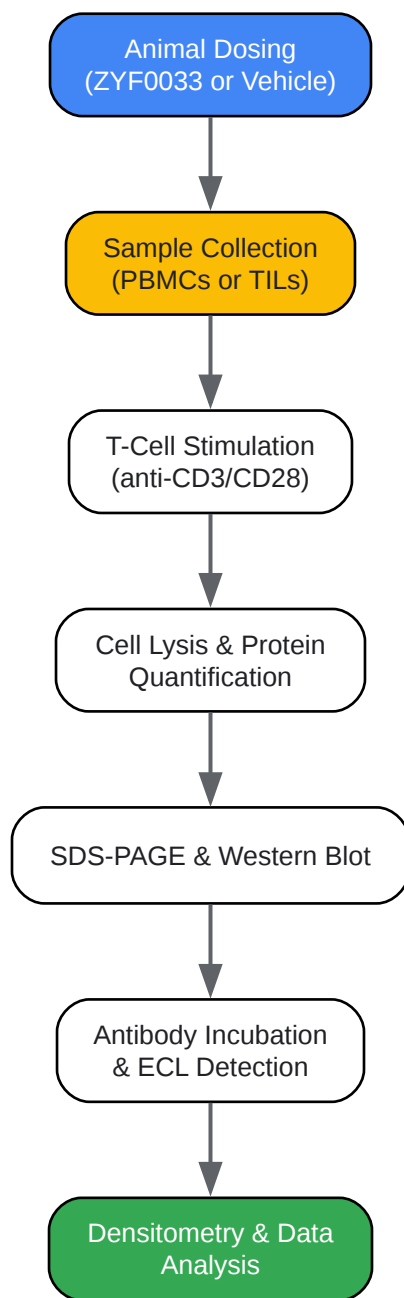 Animal Dosing
(ZYF0033 or Vehicle)
Sample Collection
(PBMCs or TILs)
T-Cell Stimulation
(anti-CD3/CD28)
Cell Lysis & Protein
Quantification
SDS-PAGE & Western Blot
Antibody Incubation
& ECL Detection
Densitometry & Data
Analysis